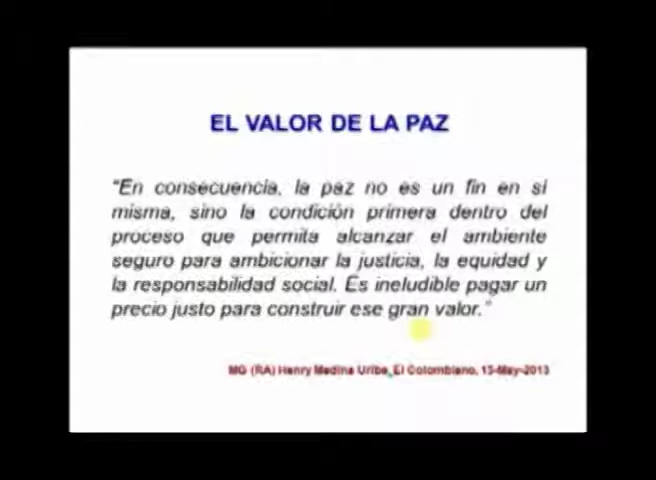 EL VALOR DE LA PAZ
"En consecuencia, la paz no es un fin en sí
misma, sino la condición primera dentro del
proceso que permita alcanzar el ambiente
seguro para ambicionar la justicia, la equidad y
la responsabilidad social. Es ineludible pagar un
precio justo para construir ese gran valor."
MG (RA) Henry Medina Uribe, El Colombiano, 15-May-2013